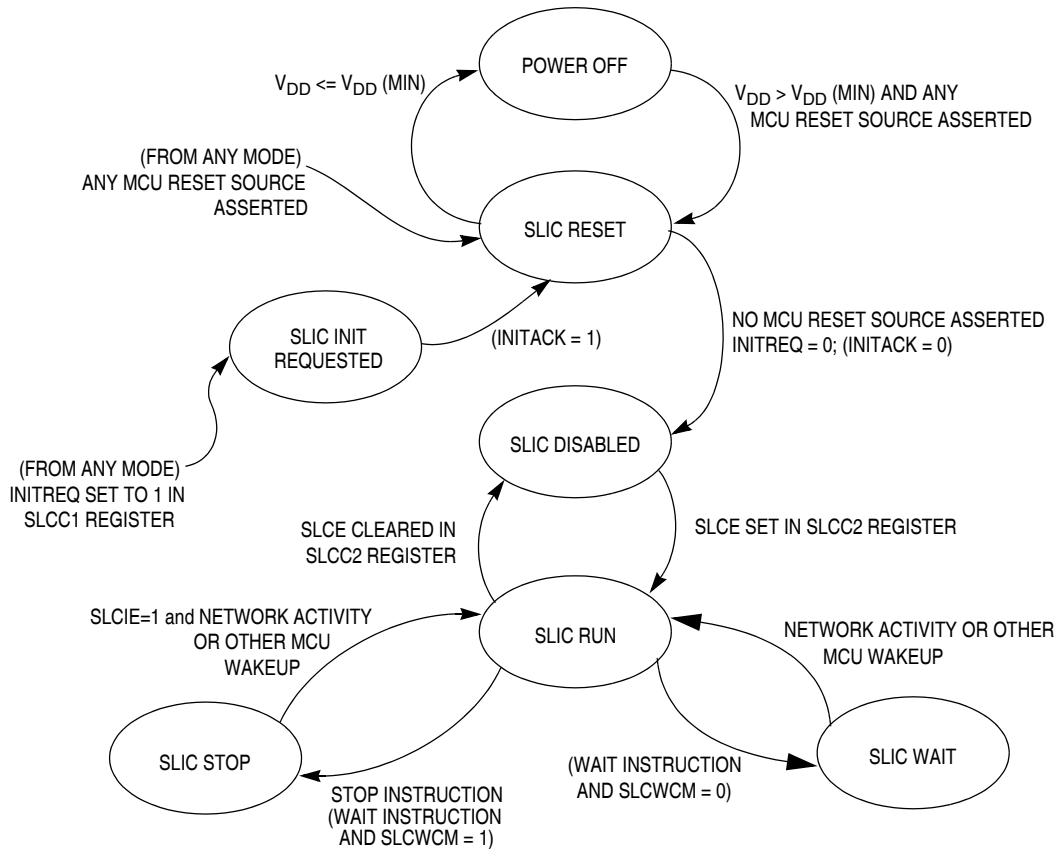 POWER OFF
VDD <= VDD (MIN)
VDD > VDD (MIN) AND ANY
MCU RESET SOURCE ASSERTED
(FROM ANY MODE)
ANY MCU RESET SOURCE
ASSERTED
SLIC RESET
SLIC INIT
REQUESTED
(INITACK = 1)
NO MCU RESET SOURCE ASSERTED
INITREQ = 0; (INITACK = 0)
SLIC DISABLED
(FROM ANY MODE)
INITREQ SET TO 1 IN
SLCC1 REGISTER
SLCE CLEARED IN
SLCC2 REGISTER
SLCE SET IN SLCC2 REGISTER
SLCIE=1 and NETWORK ACTIVITY
OR OTHER MCU
WAKEUP
SLIC RUN
NETWORK ACTIVITY OR OTHER
MCU WAKEUP
SLIC STOP
SLIC WAIT
STOP INSTRUCTION
(WAIT INSTRUCTION
AND SLCWCM = 1)
(WAIT INSTRUCTION
AND SLCWCM = 0)